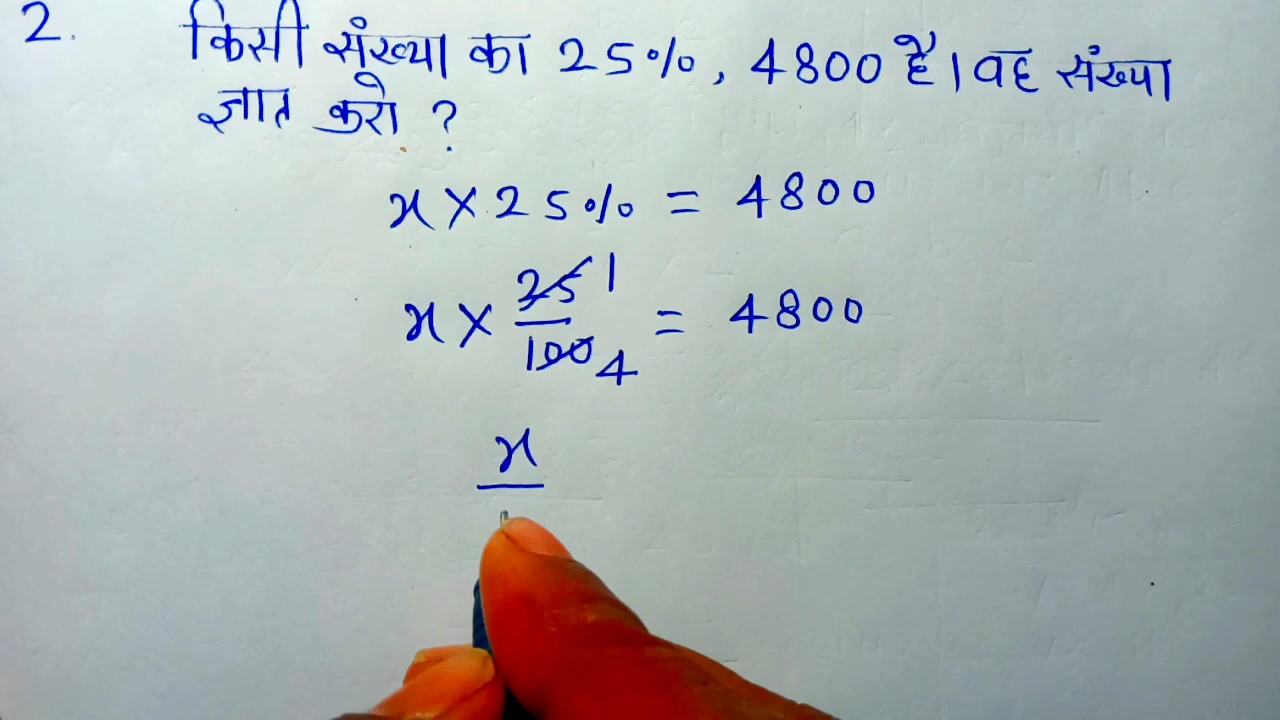 2. किसी संख्या का 25%, 4800 है। वह संख्या
ज्ञात करो ?
x × 25% = 4800
x × 25/100 1 4 = 4800
x